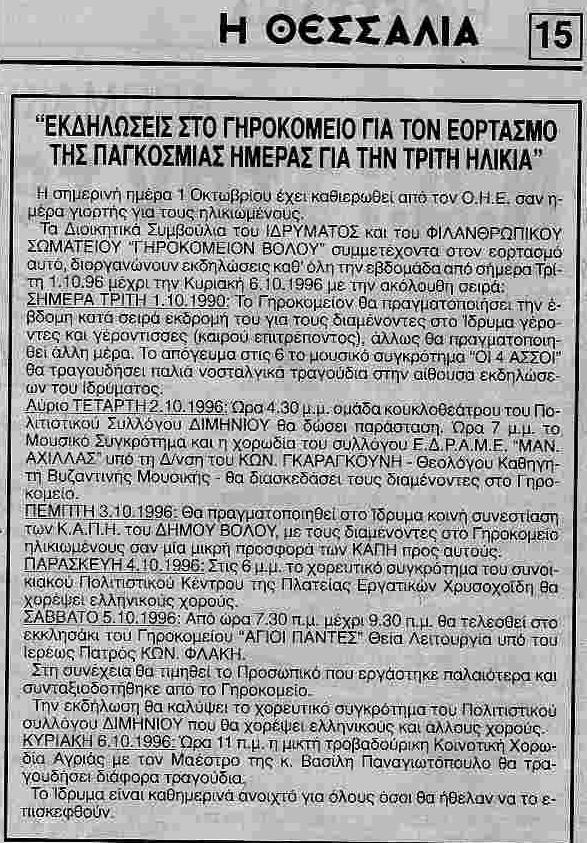 Η ΘΕΣΣΑΛΙΑ 15
“ΕΚΔΗΛΩΣΕΙΣ ΣΤΟ ΓΗΡΟΚΟΜΕΙΟ ΓΙΑ ΤΟΝ ΕΟΡΤΑΣΜΟ
ΤΗΣ ΠΑΓΚΟΣΜΙΑΣ ΗΜΕΡΑΣ ΓΙΑ ΤΗΝ ΤΡΙΤΗ ΗΛΙΚΙΑ”
Η σημερινή ημέρα 1 Οκτωβρίου έχει καθιερωθεί από τον Ο.Η.Ε. σαν η-
μέρα γιορτής για τους ηλικιωμένους.
Τα Διοικητικά Συμβούλια του ΙΔΡΥΜΑΤΟΣ και του ΦΙΛΑΝΘΡΩΠΙΚΟΥ
ΣΩΜΑΤΕΙΟΥ “ΓΗΡΟΚΟΜΕΙΟΝ ΒΟΛΟΥ” συμμετέχοντα στον εορτασμό
αυτό, διοργανώνουν εκδηλώσεις καθ’ όλη την εβδομάδα από σήμερα Τρί-
τη 1.10.96 μέχρι την Κυριακή 6.10.1996 με την ακόλουθη σειρά:
ΣΗΜΕΡΑ ΤΡΙΤΗ 1.10.1990: Το Γηροκομείον θα πραγματοποιήσει την έ-
βδομη κατά σειρά εκδρομή του για τους διαμένοντες στο Ίδρυμα γέρο-
ντες και γερόντισσες (καιρού επιτρέποντος), άλλως θα πραγματοποιη-
θεί άλλη μέρα. Το απόγευμα στις 6 το μουσικό συγκρότημα “ΟΙ 4 ΑΣΣΟΙ”
θα τραγουδήσει παλιά νοσταλγικά τραγούδια στην αίθουσα εκδηλώσε-
ων του Ιδρύματος.
Αύριο ΤΕΤΑΡΤΗ 2.10.1996: Ώρα 4.30 μ.μ. ομάδα κουκλοθεάτρου του Πο-
λιτιστικού Συλλόγου ΔΙΜΗΝΙΟΥ θα δώσει παράσταση. Ώρα 7 μ.μ. το
Μουσικό Συγκρότημα και η χορωδία του συλλόγου Ε.Δ.Ρ.Α.Μ.Ε. “ΜΑΝ.
ΑΧΙΛΛΑΣ” υπό τη Δ/νση του ΚΩΝ. ΓΚΑΡΑΓΚΟΥΝΗ - Θεολόγου Καθηγη-
τη Βυζαντινής Μουσικής - θα διασκεδάσει τους διαμένοντες στο Γηρο-
κομείο.
ΠΕΜΠΤΗ 3.10.1996: Θα πραγματοποιηθεί στο Ίδρυμα κοινή συνεστίαση
των Κ.Α.Π.Η. του ΔΗΜΟΥ ΒΟΛΟΥ, με τους διαμένοντες στο Γηροκομείο
ηλικιωμένους σαν μία μικρή προσφορά των ΚΑΠΗ προς αυτούς.
ΠΑΡΑΣΚΕΥΗ 4.10.1996: Στις 6 μ.μ. το χορευτικό συγκρότημα του συνοι-
κιακού Πολιτιστικού Κέντρου της Πλατείας Εργατικών Χρυσοχοΐδη θα
χορέψει ελληνικούς χορούς.
ΣΑΒΒΑΤΟ 5.10.1996: Από ώρα 7.30 π.μ. μέχρι 9.30 π.μ. θα τελεσθεί στο
εκκλησάκι του Γηροκομείου “ΑΓΙΟΙ ΠΑΝΤΕΣ” Θεία Λειτουργία υπό του
Ιερέως Πατρός ΚΩΝ. ΦΛΑΚΗ.
Στη συνέχεια θα τιμηθεί το Προσωπικό που εργάστηκε παλαιότερα και
συνταξιοδοτήθηκε από το Γηροκομείο.
Την εκδήλωση θα καλύψει το χορευτικό συγκρότημα του Πολιτιστικού
συλλόγου ΔΙΜΗΝΙΟΥ που θα χορέψει ελληνικούς και άλλους χορούς.
ΚΥΡΙΑΚΗ 6.10.1996: Ώρα 11 π.μ. η μικτή τροβαδούρικη Κοινοτική Χορω-
δία Αγριάς με τον Μαέστρο της κ. Βασίλη Παναγιωτόπουλο θα τρα-
γουδήσει διάφορα τραγούδια.
Το Ίδρυμα είναι καθημερινά ανοιχτό για όλους όσοι θα ήθελαν να το ε-
πισκεφθούν.